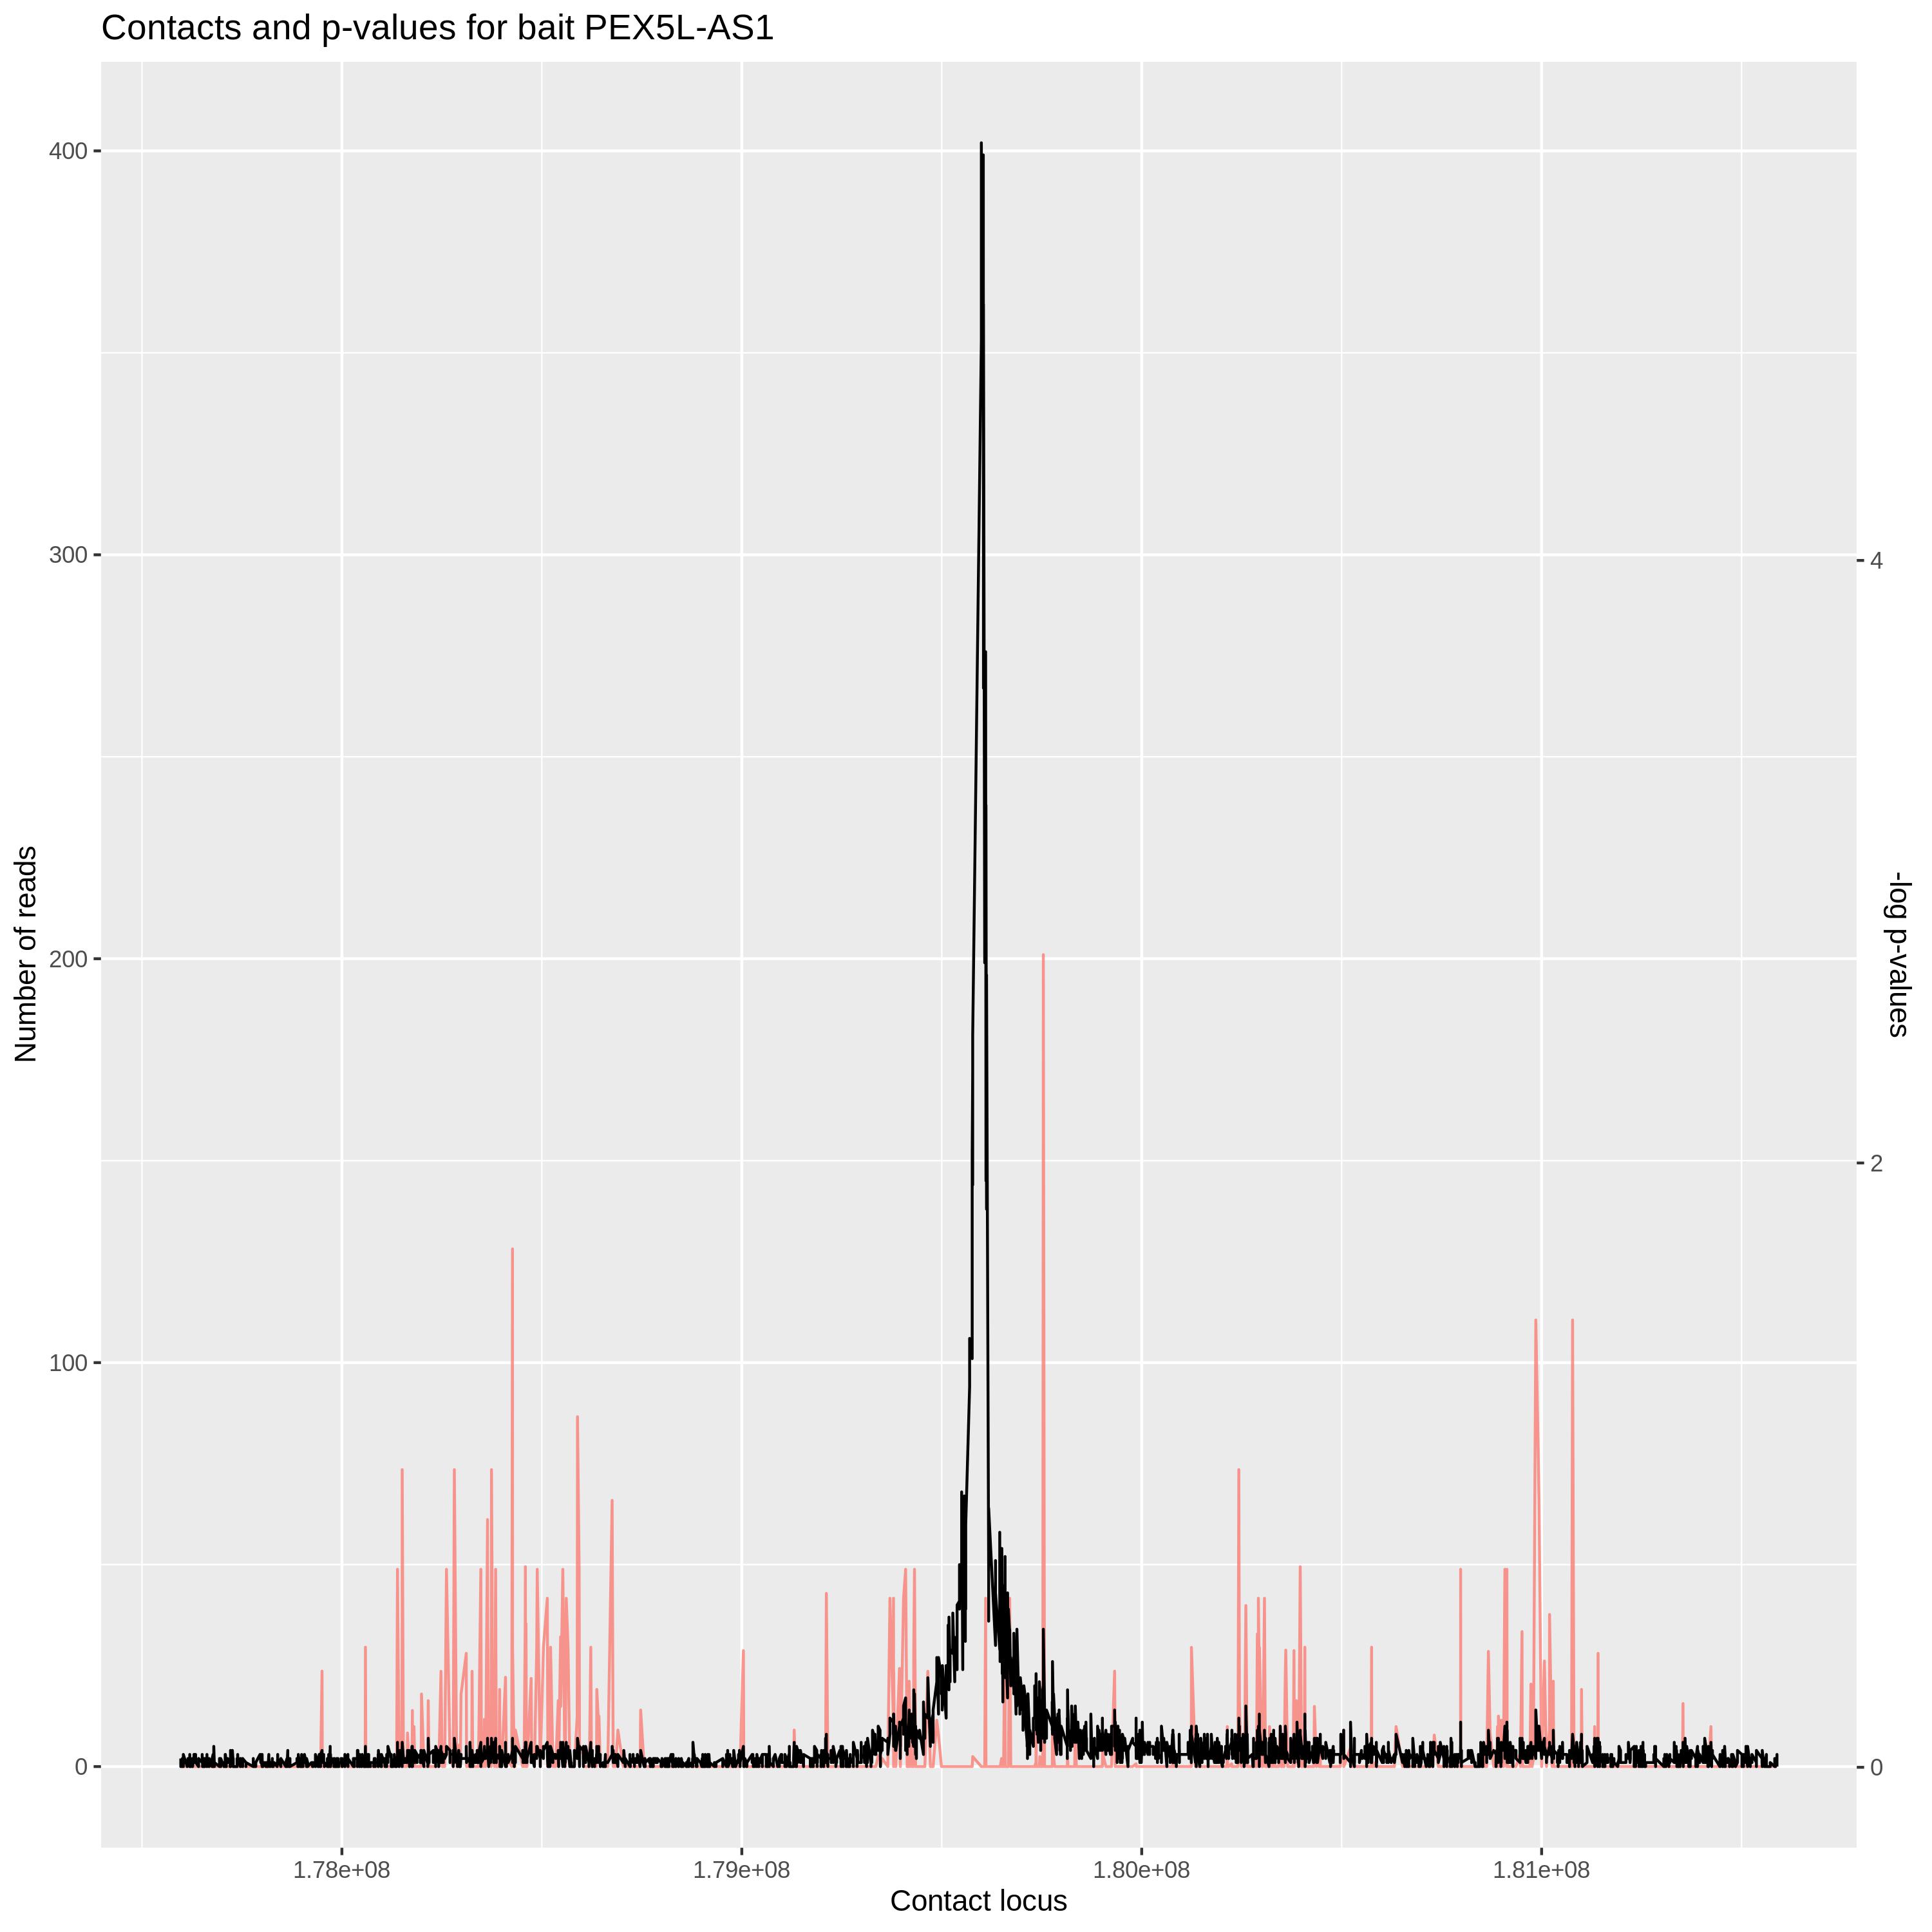 Contacts and p-values for bait PEX5L-AS1
400
300
200
100
0
Number of reads
4
2
0
-log p-values
1.78e+08
1.79e+08
1.80e+08
1.81e+08
Contact locus